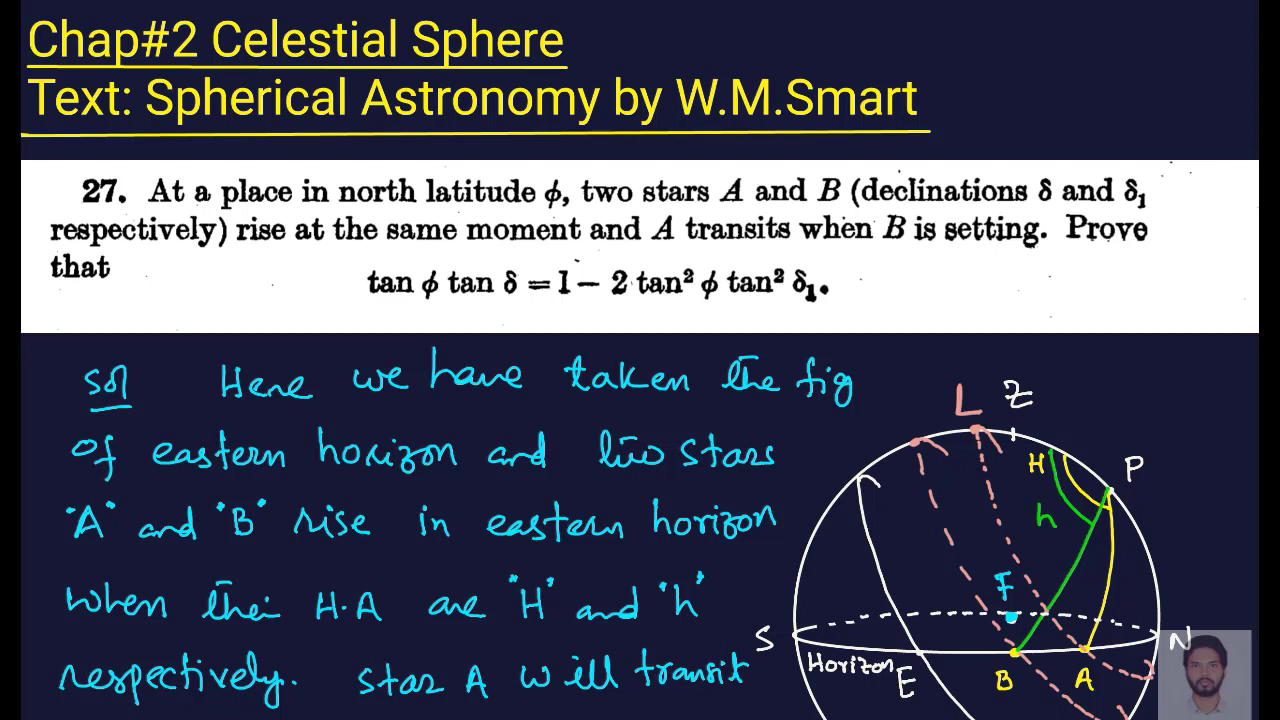 Chap#2 Celestial Sphere
Text: Spherical Astronomy by W.M.Smart
27. At a place in north latitude ϕ, two stars A and B (declinations δ and δ₁
respectively) rise at the same moment and A transits when B is setting. Prove
that
tan ϕ tan δ = 1 − 2 tan² ϕ tan² δ₁.
Sol Here we have taken the fig
of eastern horizon and two stars
"A" and "B" rise in eastern horizon
when their H.A are "H" and "h"
respectively. Star A will transit
L Z
H P
h
F
S N
Horizon E B A